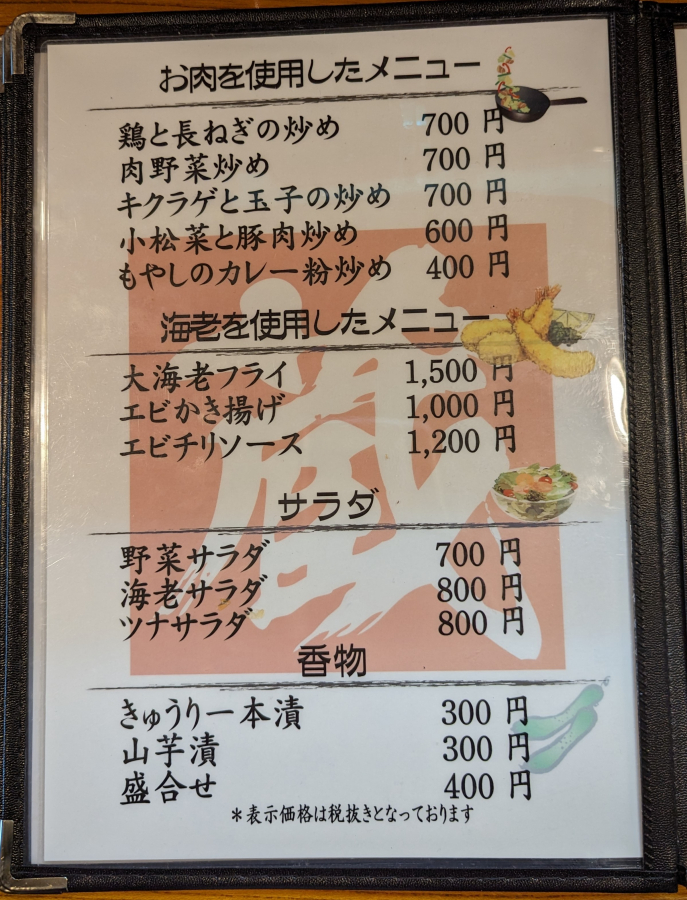 お肉を使用したメニュー
鶏と長ねぎの炒め 700 円
肉野菜炒め 700 円
キクラゲと玉子の炒め 700 円
小松菜と豚肉炒め 600 円
もやしのカレー粉炒め 400 円
海老を使用したメニュー
大海老フライ 1,500 円
エビかき揚げ 1,000 円
エビチリソース 1,200 円
サラダ
野菜サラダ 700 円
海老サラダ 800 円
ツナサラダ 800 円
香物
きゅうり一本漬 300 円
山芋漬 300 円
盛合せ 400 円
*表示価格は税抜きとなっております
蔵